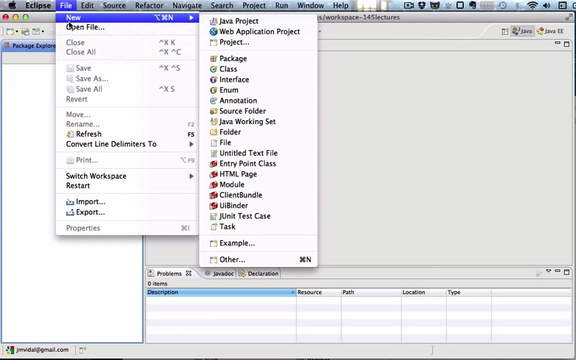 Eclipse File Edit Source Refactor Navigate Search Project Run Window Help
gs/workspace-145lectures
New ⌥⌘N
Open File...
Close ^X K
Close All ^X ^C
Save ^X ^S
Save As...
Save All ^X S
Revert
Move...
Rename... F2
Refresh F5
Convert Line Delimiters To
Print... ⌘P
Switch Workspace
Restart
Import...
Export...
Properties ⌘I
Java Project
Web Application Project
Project...
Package
Class
Interface
Enum
Annotation
Source Folder
Java Working Set
Folder
File
Untitled Text File
Entry Point Class
HTML Page
Module
ClientBundle
UiBinder
JUnit Test Case
Task
Example...
Other... ⌘N
Package Explore
Java Java EE
Problems Javadoc Declaration
0 items
Description Resource Path Location Type
jmvidal@gmail.com